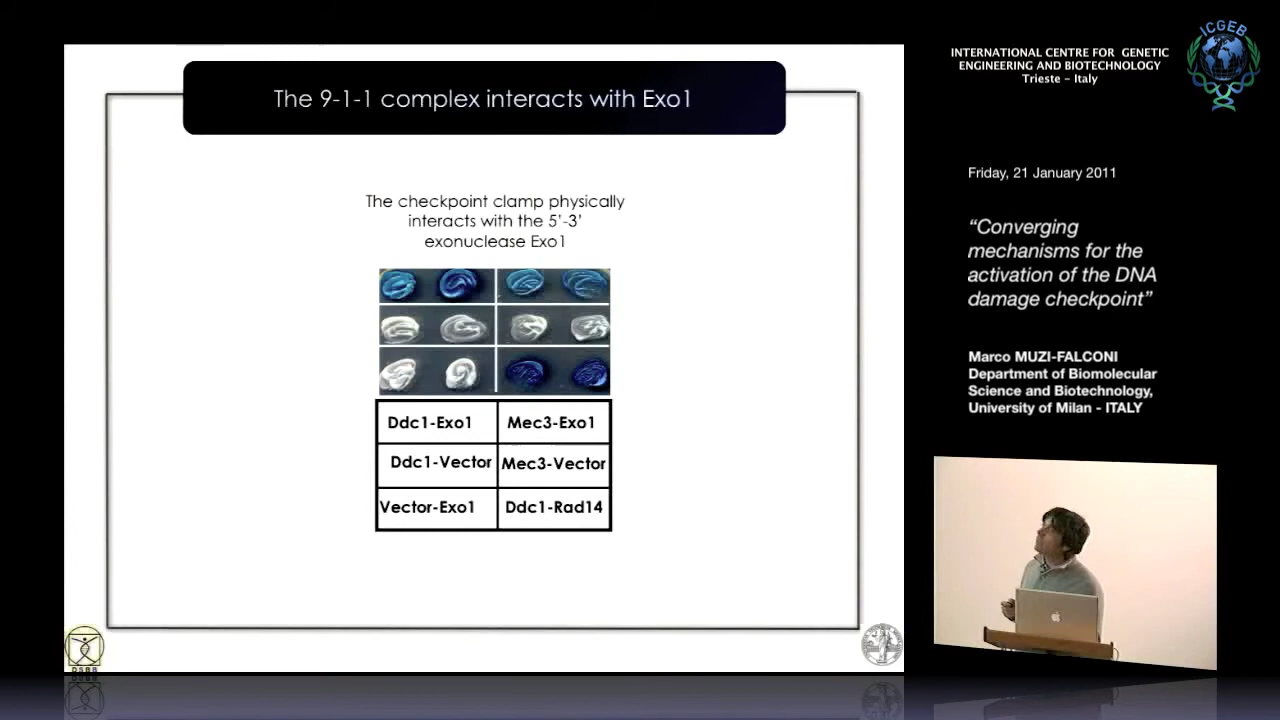 The 9-1-1 complex interacts with Exo1
The checkpoint clamp physically
interacts with the 5'-3'
exonuclease Exo1
Ddc1-Exo1 Mec3-Exo1
Ddc1-Vector Mec3-Vector
Vector-Exo1 Ddc1-Rad14
DSBB
INTERNATIONAL CENTRE FOR GENETIC
ENGINEERING AND BIOTECHNOLOGY
Trieste - Italy
ICGEB
Friday, 21 January 2011
“Converging
mechanisms for the
activation of the DNA
damage checkpoint”
Marco MUZI-FALCONI
Department of Biomolecular
Science and Biotechnology,
University of Milan - ITALY